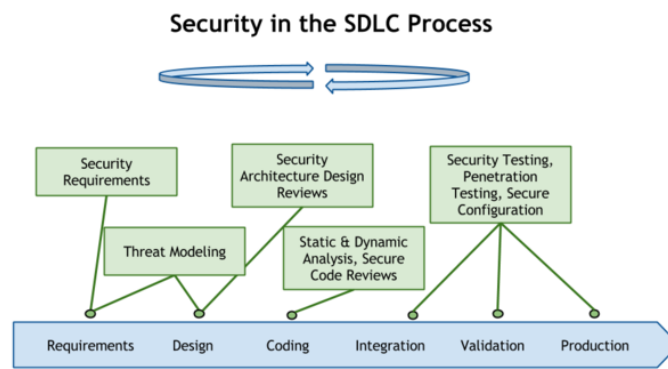 Security in the SDLC Process
Security
Requirements
Security
Architecture Design
Reviews
Security Testing,
Penetration
Testing, Secure
Configuration
Threat Modeling
Static & Dynamic
Analysis, Secure
Code Reviews
Requirements
Design
Coding
Integration
Validation
Production